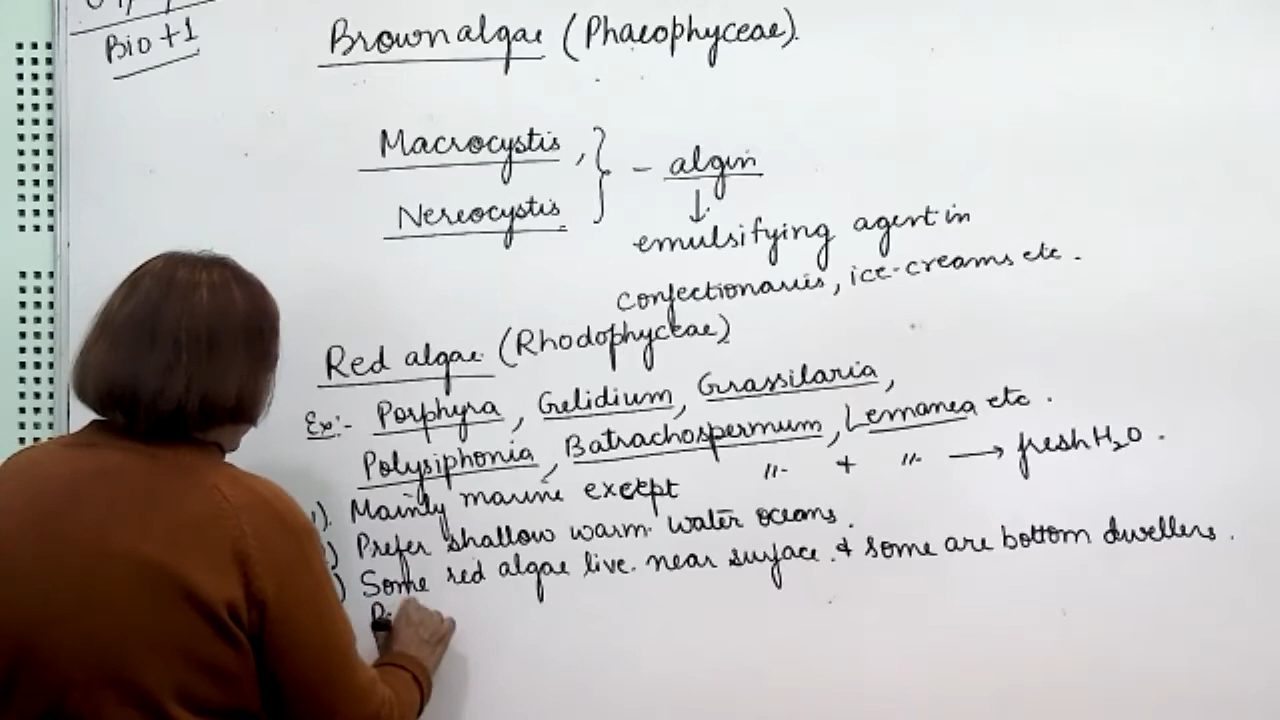 Bio +1
Brown algae (Phaeophyceae).
Macrocystis, } - algin
Nereocystis.
↓
emulsifying agent in
confectionaries, ice-creams etc.
Red algae (Rhodophyceae)
Ex:- Porphyra, Gelidium, Grassilaria,
Polysiphonia, Batrachospermum, Lemanea etc.
1). Mainly marine except 〃 + 〃 → fresh H₂O.
) Prefer shallow warm water oceans.
) Some red algae live near surface & some are bottom dwellers.